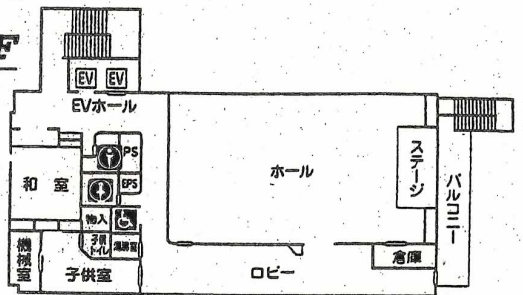 F
EV EV
EVホール
PS
EPS
和室
物入
子供
トイレ
湯沸室
機械室
子供室
ホール
ステージ
バルコニー
倉庫
ロビー